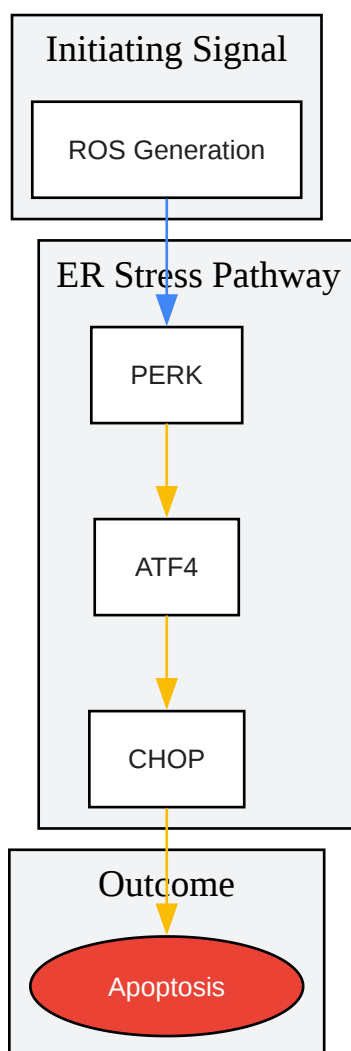 Initiating Signal
ROS Generation
ER Stress Pathway
PERK
ATF4
CHOP
Outcome
Apoptosis